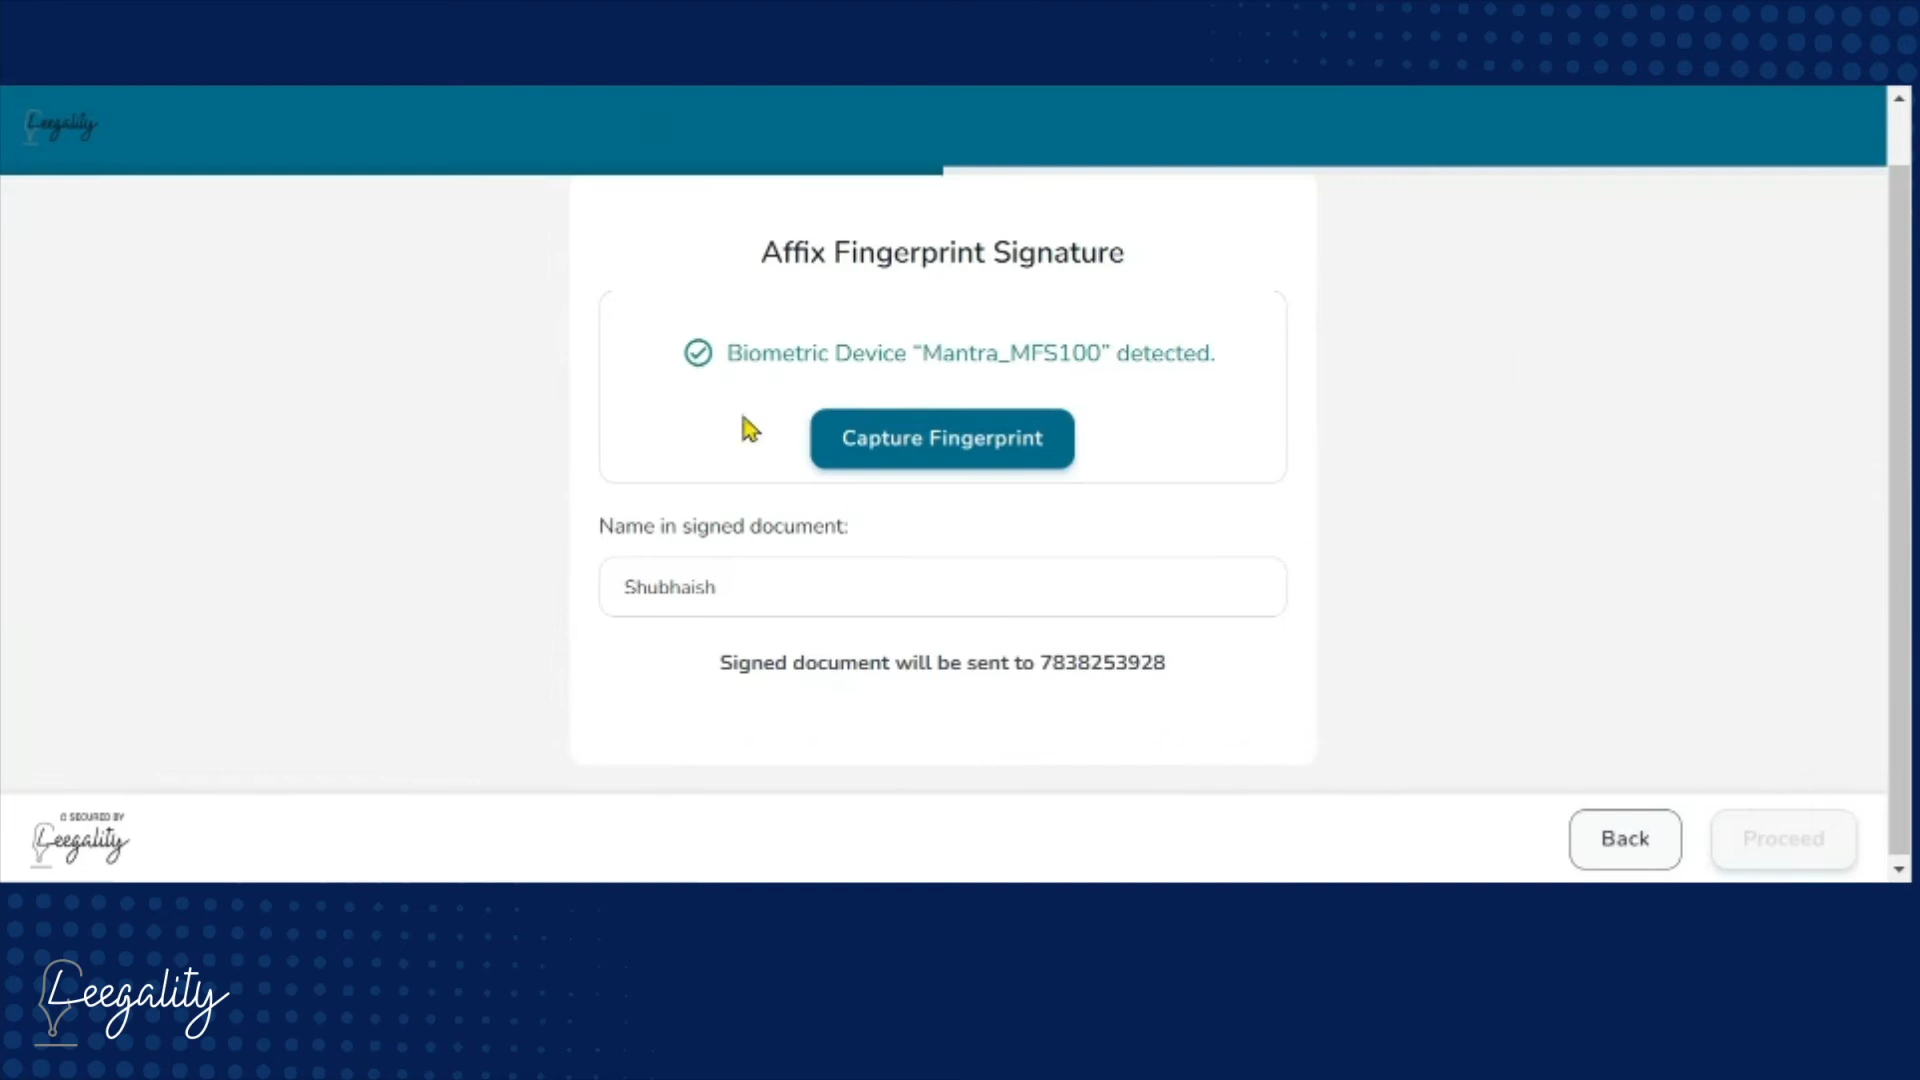 Leegality
Affix Fingerprint Signature
Biometric Device “Mantra_MFS100” detected.
Capture Fingerprint
Name in signed document:
Shubhaish
Signed document will be sent to 7838253928
SECURED BY
Leegality
Back
Proceed
Leegality